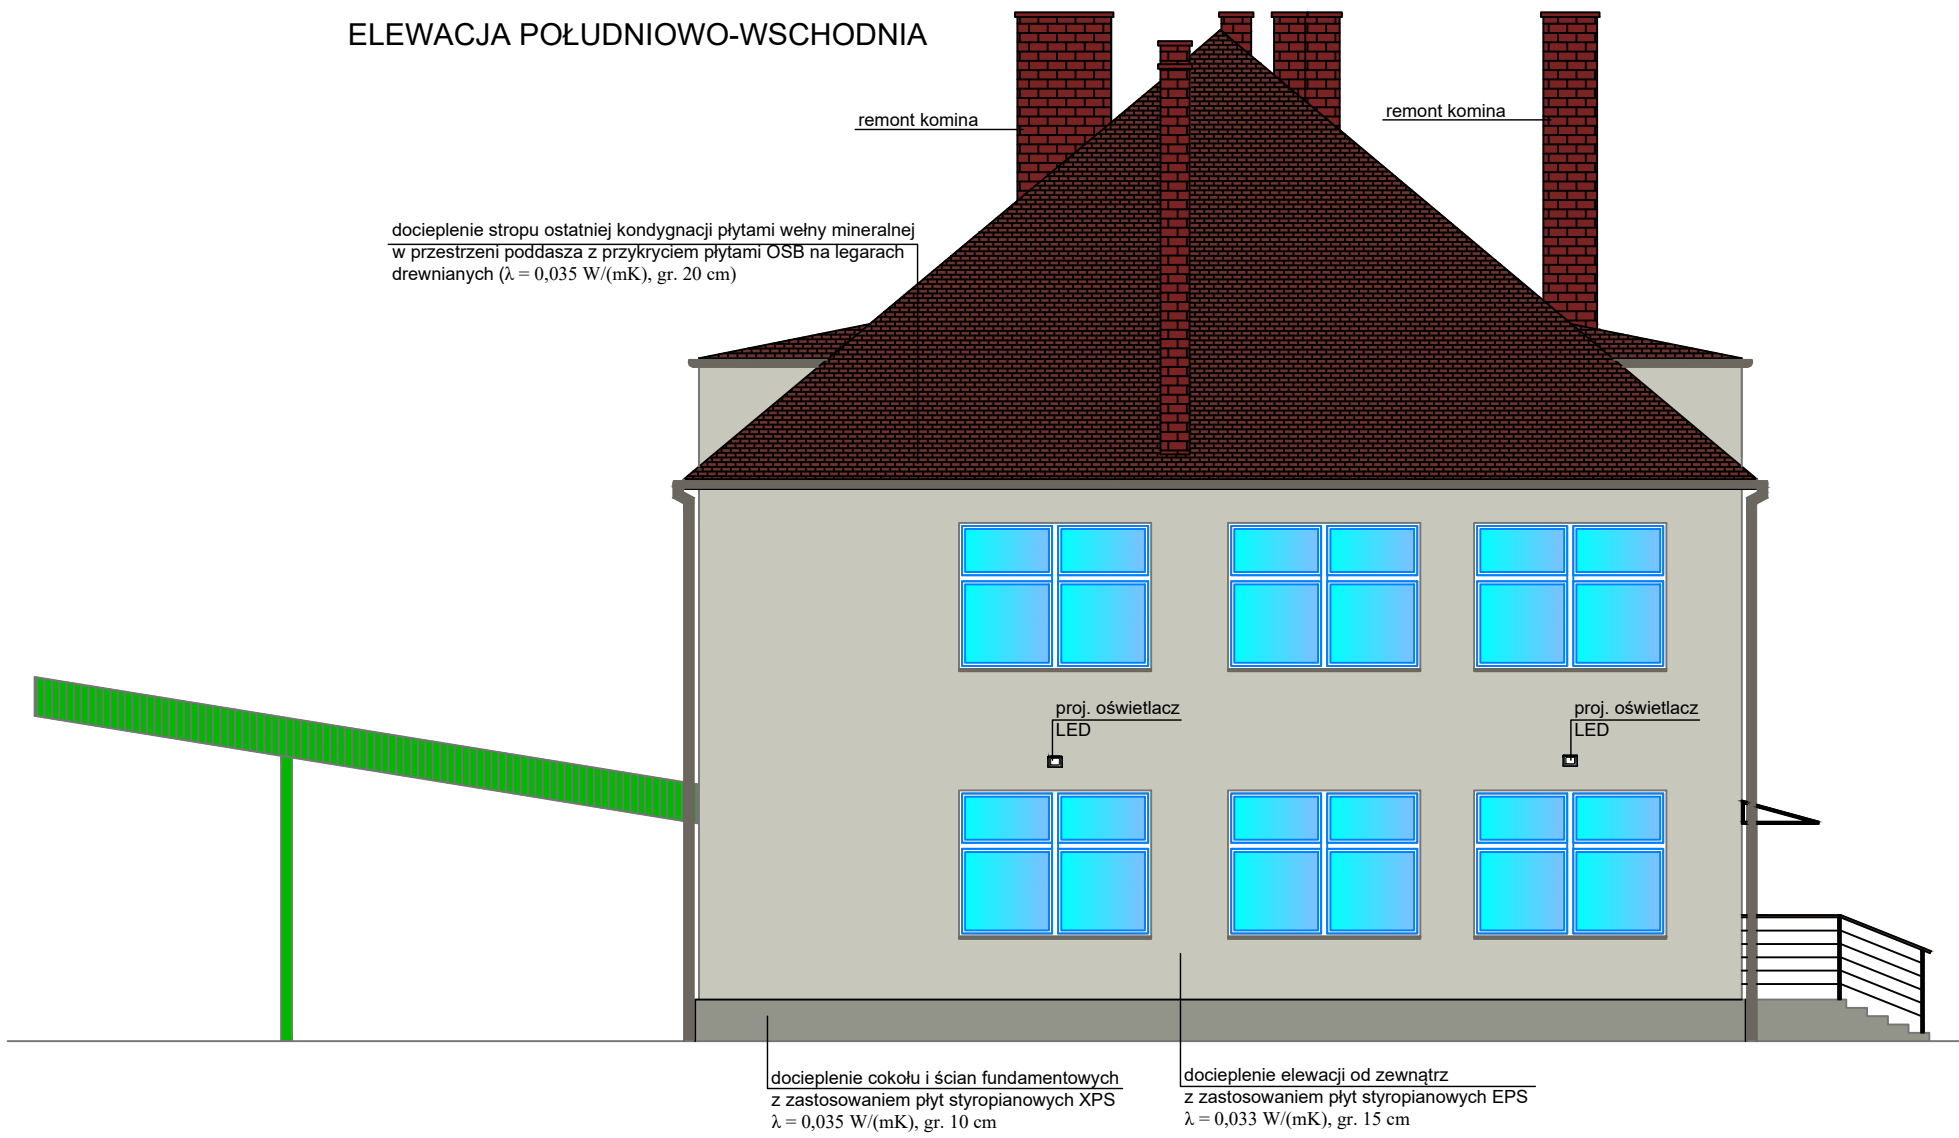 ELEWACJA POŁUDNIOWO-WSCHODNIA
remont komina
remont komina
docieplenie stropu ostatniej kondygnacji płytami wełny mineralnej
w przestrzeni poddasza z przykryciem płytami OSB na legarach
drewnianych (λ = 0,035 W/(mK), gr. 20 cm)
proj. oświetlacz
LED
proj. oświetlacz
LED
docieplenie cokołu i ścian fundamentowych
z zastosowaniem płyt styropianowych XPS
λ = 0,035 W/(mK), gr. 10 cm
docieplenie elewacji od zewnątrz
z zastosowaniem płyt styropianowych EPS
λ = 0,033 W/(mK), gr. 15 cm